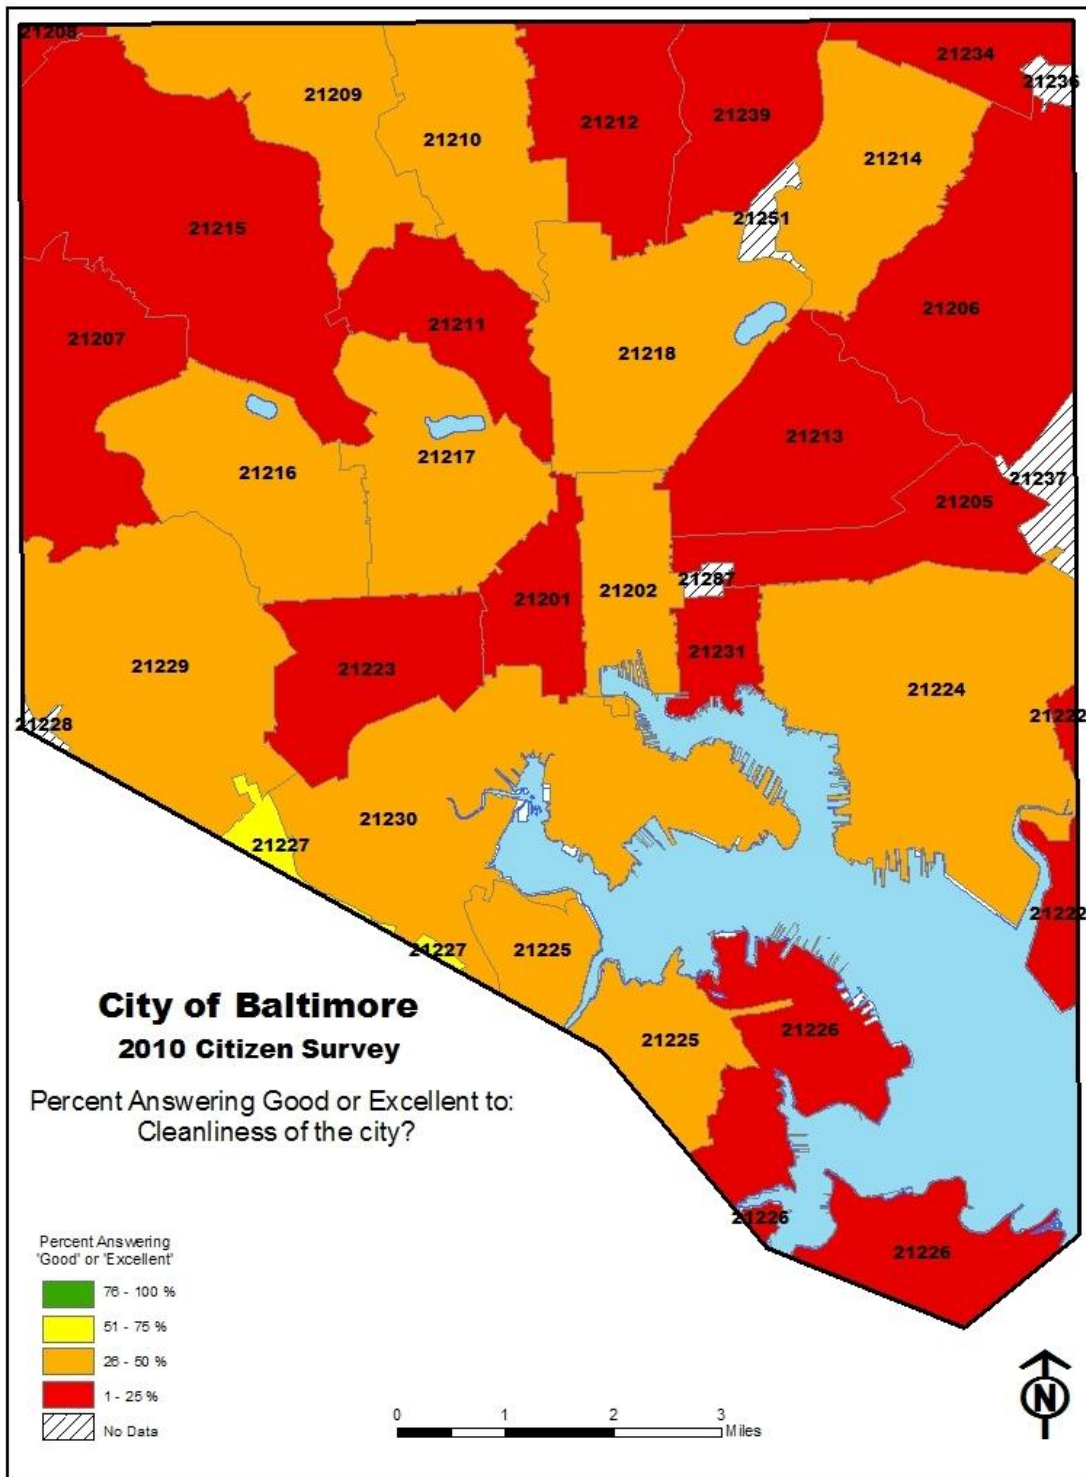 21208
21234
21236
21209
21212
21239
21210
21214
21251
21215
21206
21211
21207
21218
21213
21217
21216
21237
21205
21287
21202
21201
21231
21229
21223
21224
21222
21228
21230
21227
21222
21227
21225
City of Baltimore
2010 Citizen Survey
21225
21226
Percent Answering Good or Excellent to:
Cleanliness of the city?
21226
21226
Percent Answering
'Good' or 'Excellent'
76 - 100 %
51 - 75 %
26 - 50 %
1 - 25 %
No Data
0 1 2 3
Miles
N